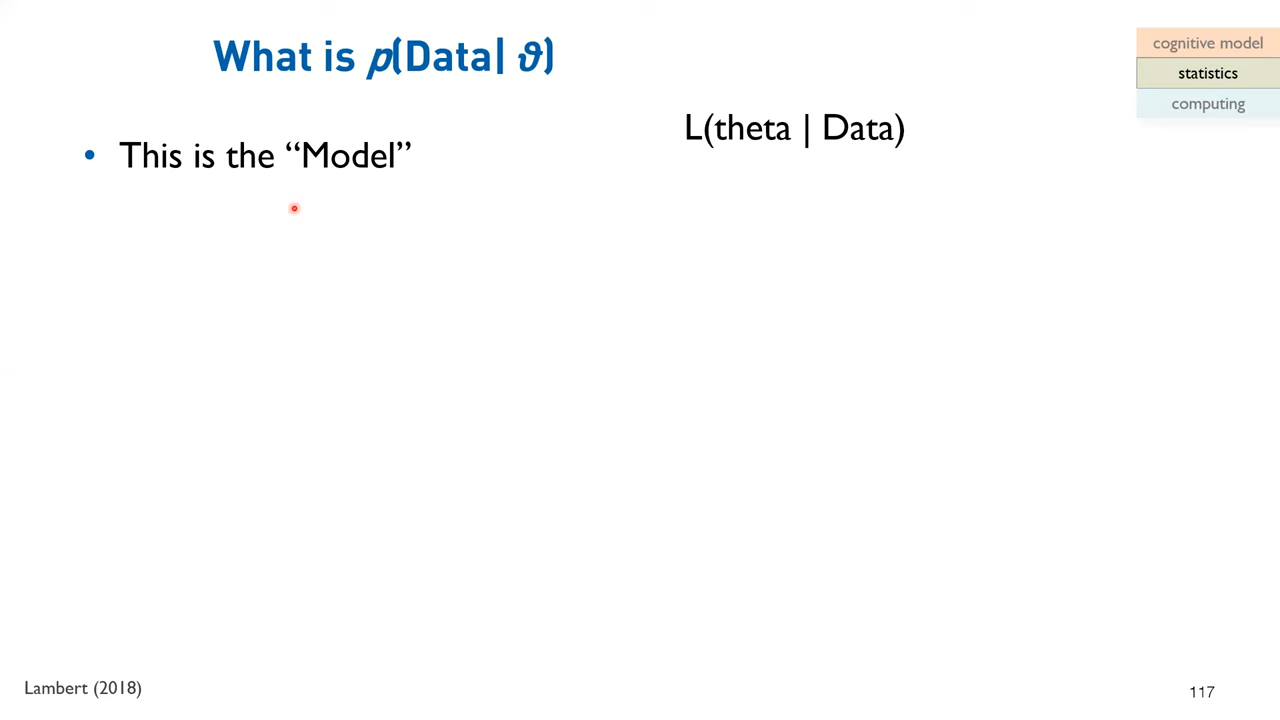 What is p(Data| ϑ)
cognitive model
statistics
computing
L(theta | Data)
• This is the “Model”
Lambert (2018)
117